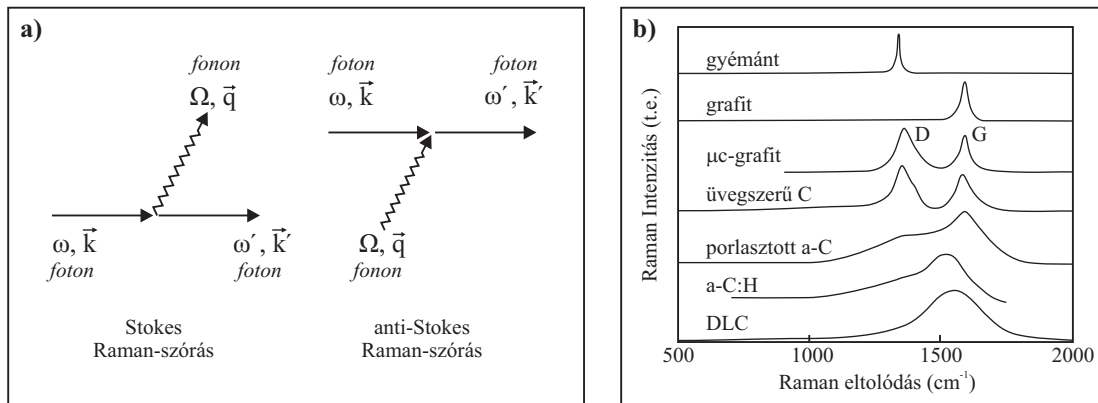 a)
fonon
Ω, q⃗
ω, k⃗
foton
ω′, k⃗′
foton
Stokes
Raman-szórás
foton
ω, k⃗
foton
ω′, k⃗′
Ω, q⃗
fonon
anti-Stokes
Raman-szórás
b)
Raman Intenzitás (t.e.)
gyémánt
grafit
D
G
μc-grafit
üvegszerű C
porlasztott a-C
a-C:H
DLC
500
1000
1500
2000
Raman eltolódás (cm⁻¹)